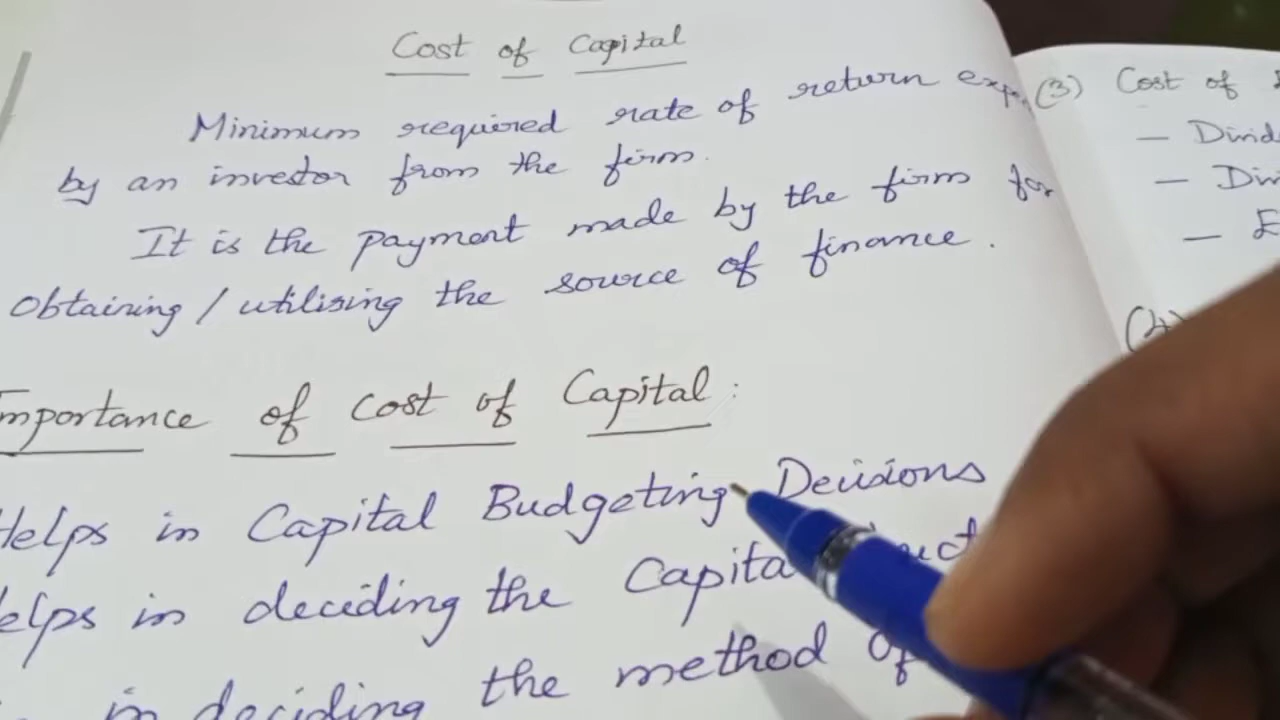 Cost of Capital
Minimum required rate of return
by an investor from the firm.
It is the payment made by the firm for
Obtaining / utilising the source of finance.
Importance of Cost of Capital:
Helps in Capital Budgeting Decisions
Helps in deciding the
in deciding the method of
(3) Cost of
—
—
—
(4)